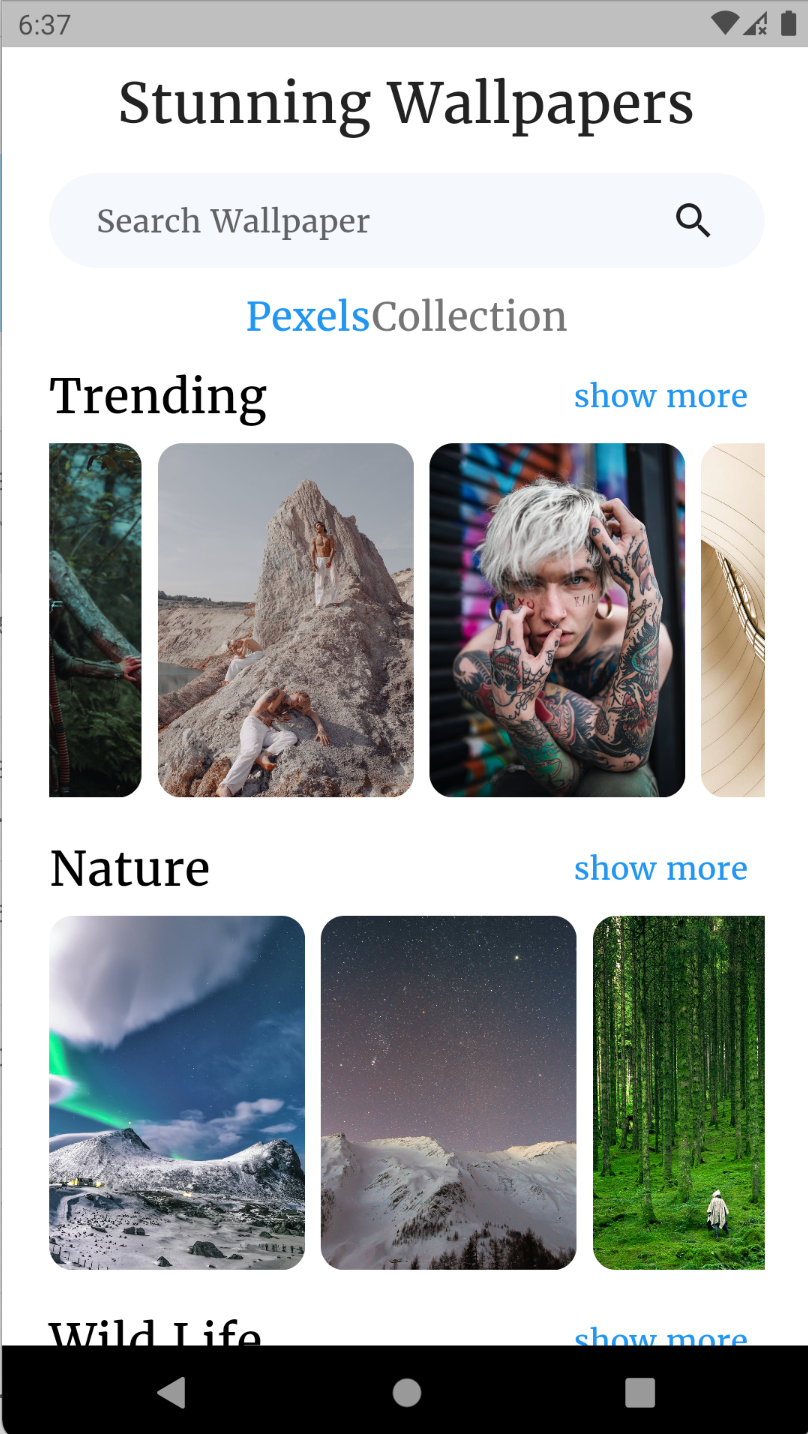 6:37
Stunning Wallpapers
Search Wallpaper
PexelsCollection
Trending show more
Nature show more
Wild Life show more